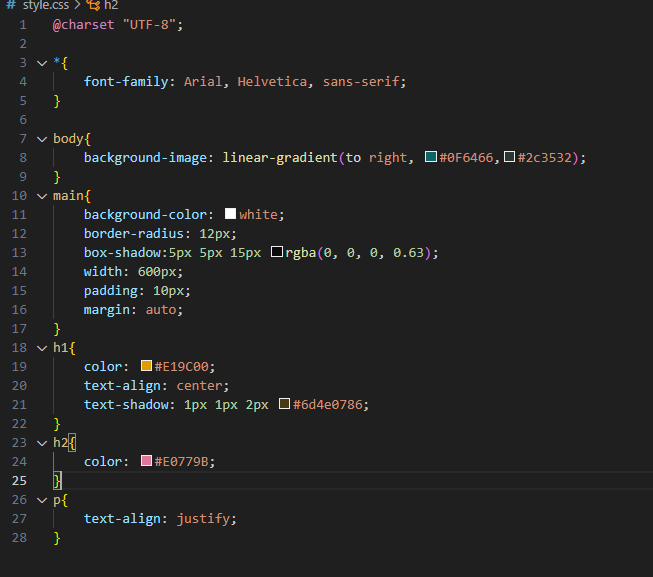 # style.css > h2
1 @charset "UTF-8";
2
3 *{
4 font-family: Arial, Helvetica, sans-serif;
5 }
6
7 body{
8 background-image: linear-gradient(to right, #0F6466,#2c3532);
9 }
10 main{
11 background-color: white;
12 border-radius: 12px;
13 box-shadow:5px 5px 15px rgba(0, 0, 0, 0.63);
14 width: 600px;
15 padding: 10px;
16 margin: auto;
17 }
18 h1{
19 color: #E19C00;
20 text-align: center;
21 text-shadow: 1px 1px 2px #6d4e0786;
22 }
23 h2{
24 color: #E0779B;
25 }
26 p{
27 text-align: justify;
28 }